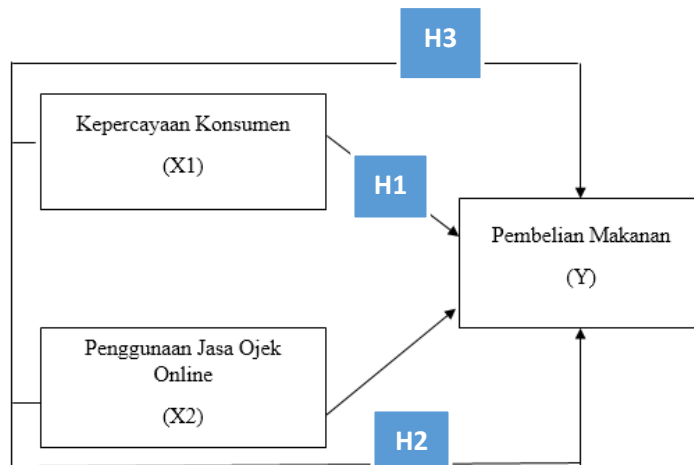 H3
Kepercayaan Konsumen
(X1)
H1
Pembelian Makanan
(Y)
Penggunaan Jasa Ojek
Online
(X2)
H2